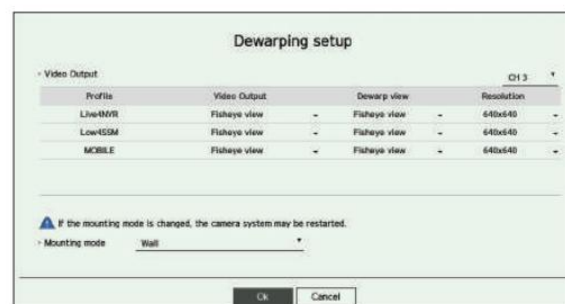 Dewarping setup
Video Output
CH 3
Profile Video Output Dewarp view Resolution
Live4NVR Fisheye view Fisheye view 640x640
Low4SSM Fisheye view Fisheye view 640x640
MOBILE Fisheye view Fisheye view 640x640
If the mounting mode is changed, the camera system may be restarted.
Mounting mode Wall
Ok Cancel